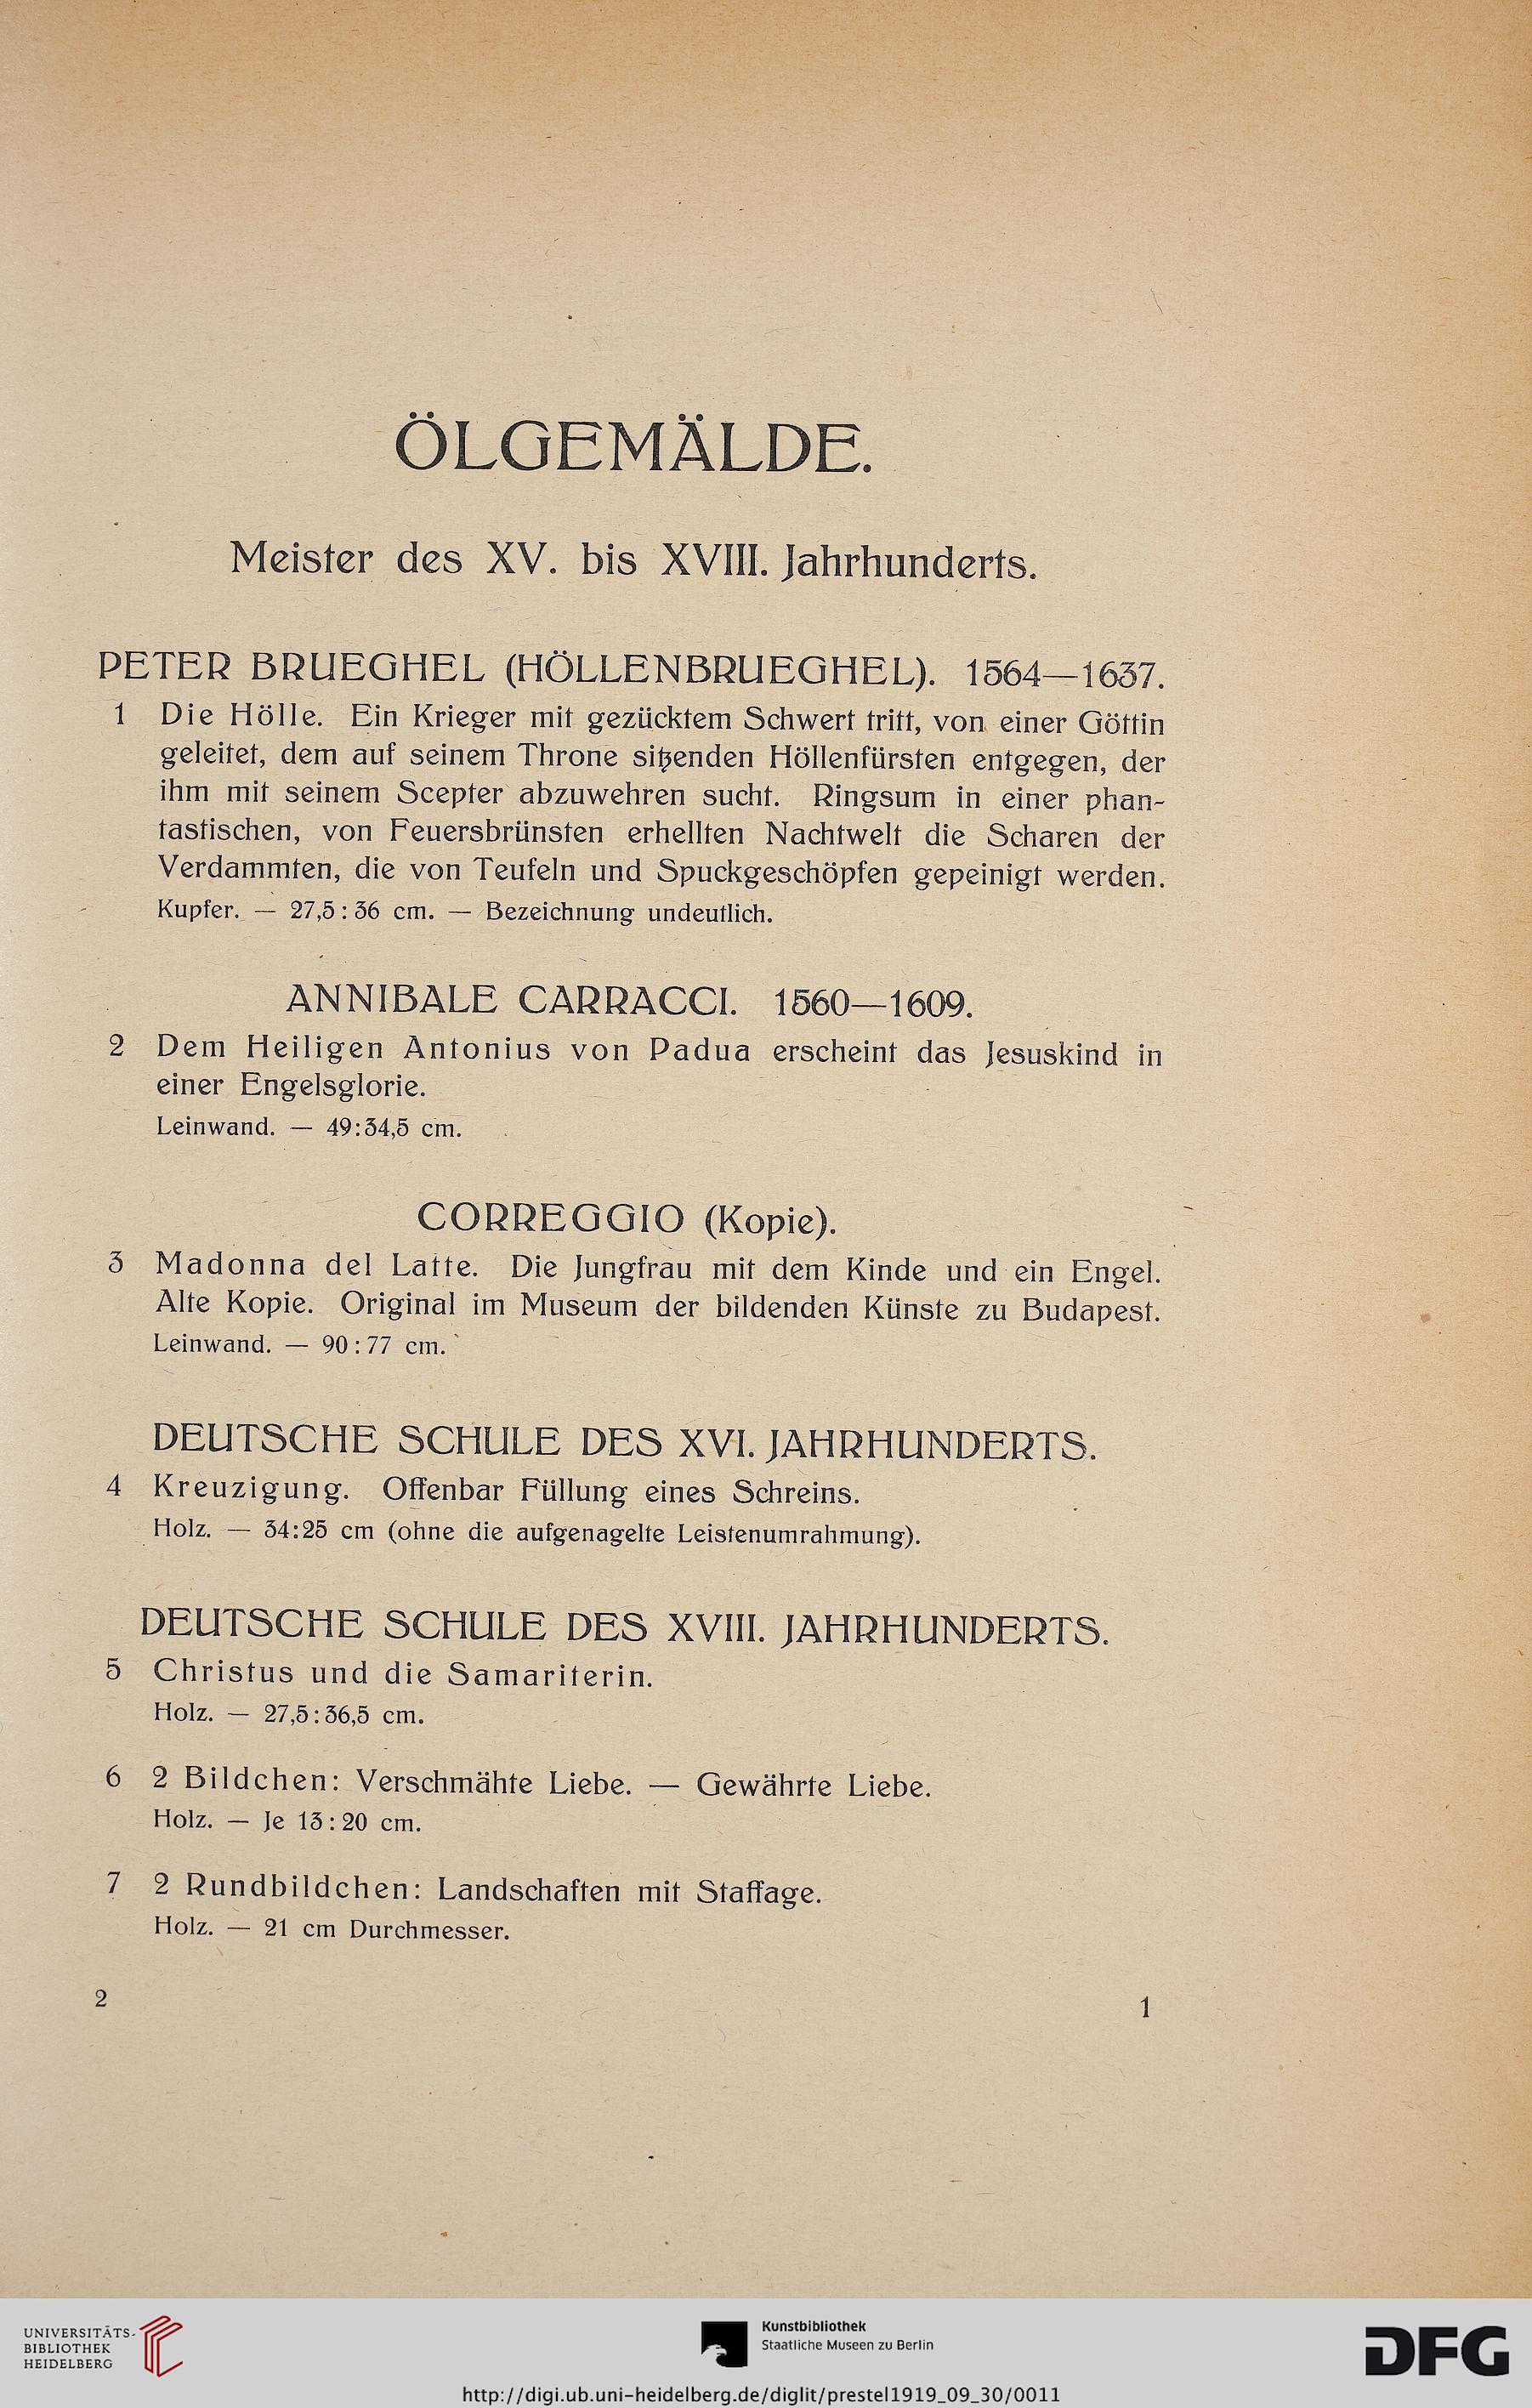 ÖLGEMÄLDE.
Meister des XV. bis XVIII. Jahrhunderts.
PETER BRUEGHEL (HÖLLENBRUEGHEL). 1564—1637.
1 Die Hölle. Ein Krieger mit gezücktem Schwert tritt, von einer Göttin
geleitet, dem auf seinem Throne sitzenden Höllenfürsten entgegen, der
ihm mit seinem Scepter abzuwehren sucht. Ringsum in einer phan-
tastischen, von Feuersbrünsten erhellten Nachtwelt die Scharen der
Verdammten, die von Teufeln und Spuckgeschöpfen gepeinigt werden.
Kupfer. — 27,5 : 36 cm. — Bezeichnung undeutlich.
ANNIBALE CARRACCI. 1560—1609.
2 Dem Heiligen Antonius von Padua erscheint das Jesuskind in
einer Engelsglorie.
Leinwand. — 49:34,5 cm.
CORREGGIO (Kopie).
3 Madonna del Latte. Die Jungfrau mit dem Kinde und ein Engel.
Alte Kopie. Original im Museum der bildenden Künste zu Budapest.
Leinwand. — 90 : 77 cm.
DEUTSCHE SCHULE DES XVI. JAHRHUNDERTS.
4 Kreuzigung. Offenbar Füllung eines Schreins.
Holz. — 34:25 cm (ohne die aufgenagelte Leistenumrahmung).
DEUTSCHE SCHULE DES XVIII. JAHRHUNDERTS.
5 Christus und die Samariterin.
Holz. — 27,5 : 36,5 cm.
6 2 Bildchen: Verschmähte Liebe. — Gewährte Liebe.
Holz. — Je 13 : 20 cm.
7 2 Rundbildchen: Landschaften mit Staffage.
Holz. — 21 cm Durchmesser.
2 1
UNIVERSITÄTS-
BIBLIOTHEK
HEIDELBERG
Kunstbibliothek
Staatliche Museen zu Berlin
DFG
http://digi.ub.uni-heidelberg.de/diglit/prestel1919_09_30/0011